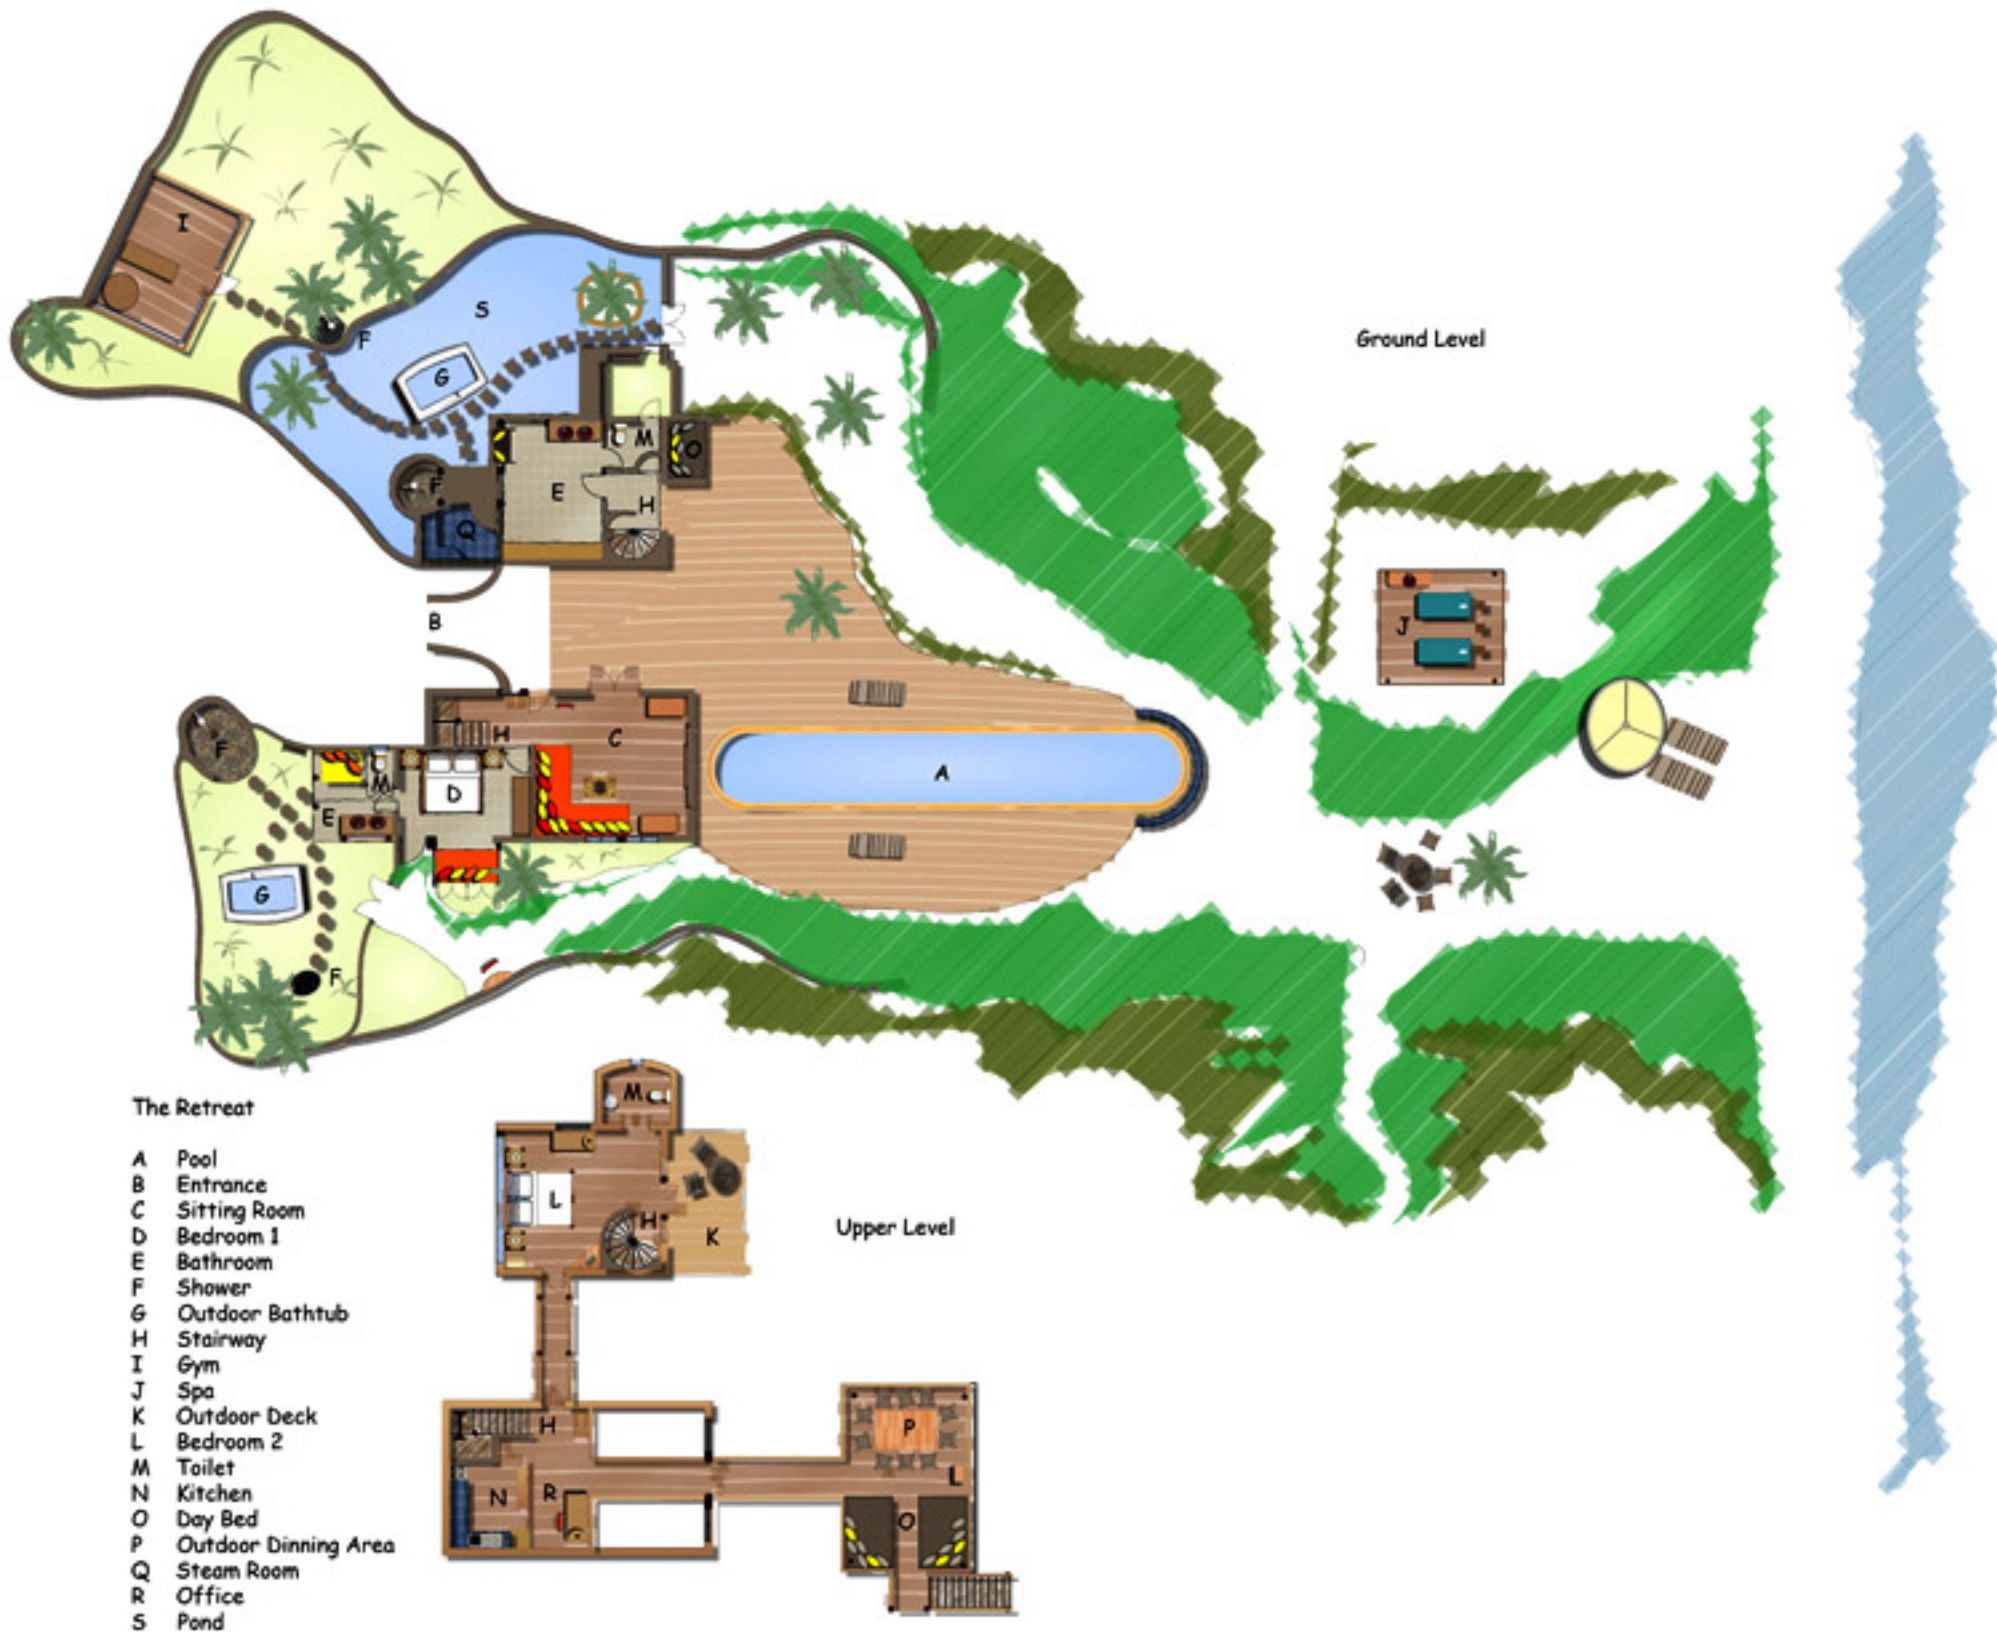 I
S
F
G
M
O
E
F
H
Q
B
Ground Level
J
H
C
F
M
D
E
A
G
F
The Retreat
A Pool
B Entrance
C Sitting Room
D Bedroom 1
E Bathroom
F Shower
G Outdoor Bathtub
H Stairway
I Gym
J Spa
K Outdoor Deck
L Bedroom 2
M Toilet
N Kitchen
O Day Bed
P Outdoor Dinning Area
Q Steam Room
R Office
S Pond
M
L
H
K
Upper Level
H
P
L
N
R
O